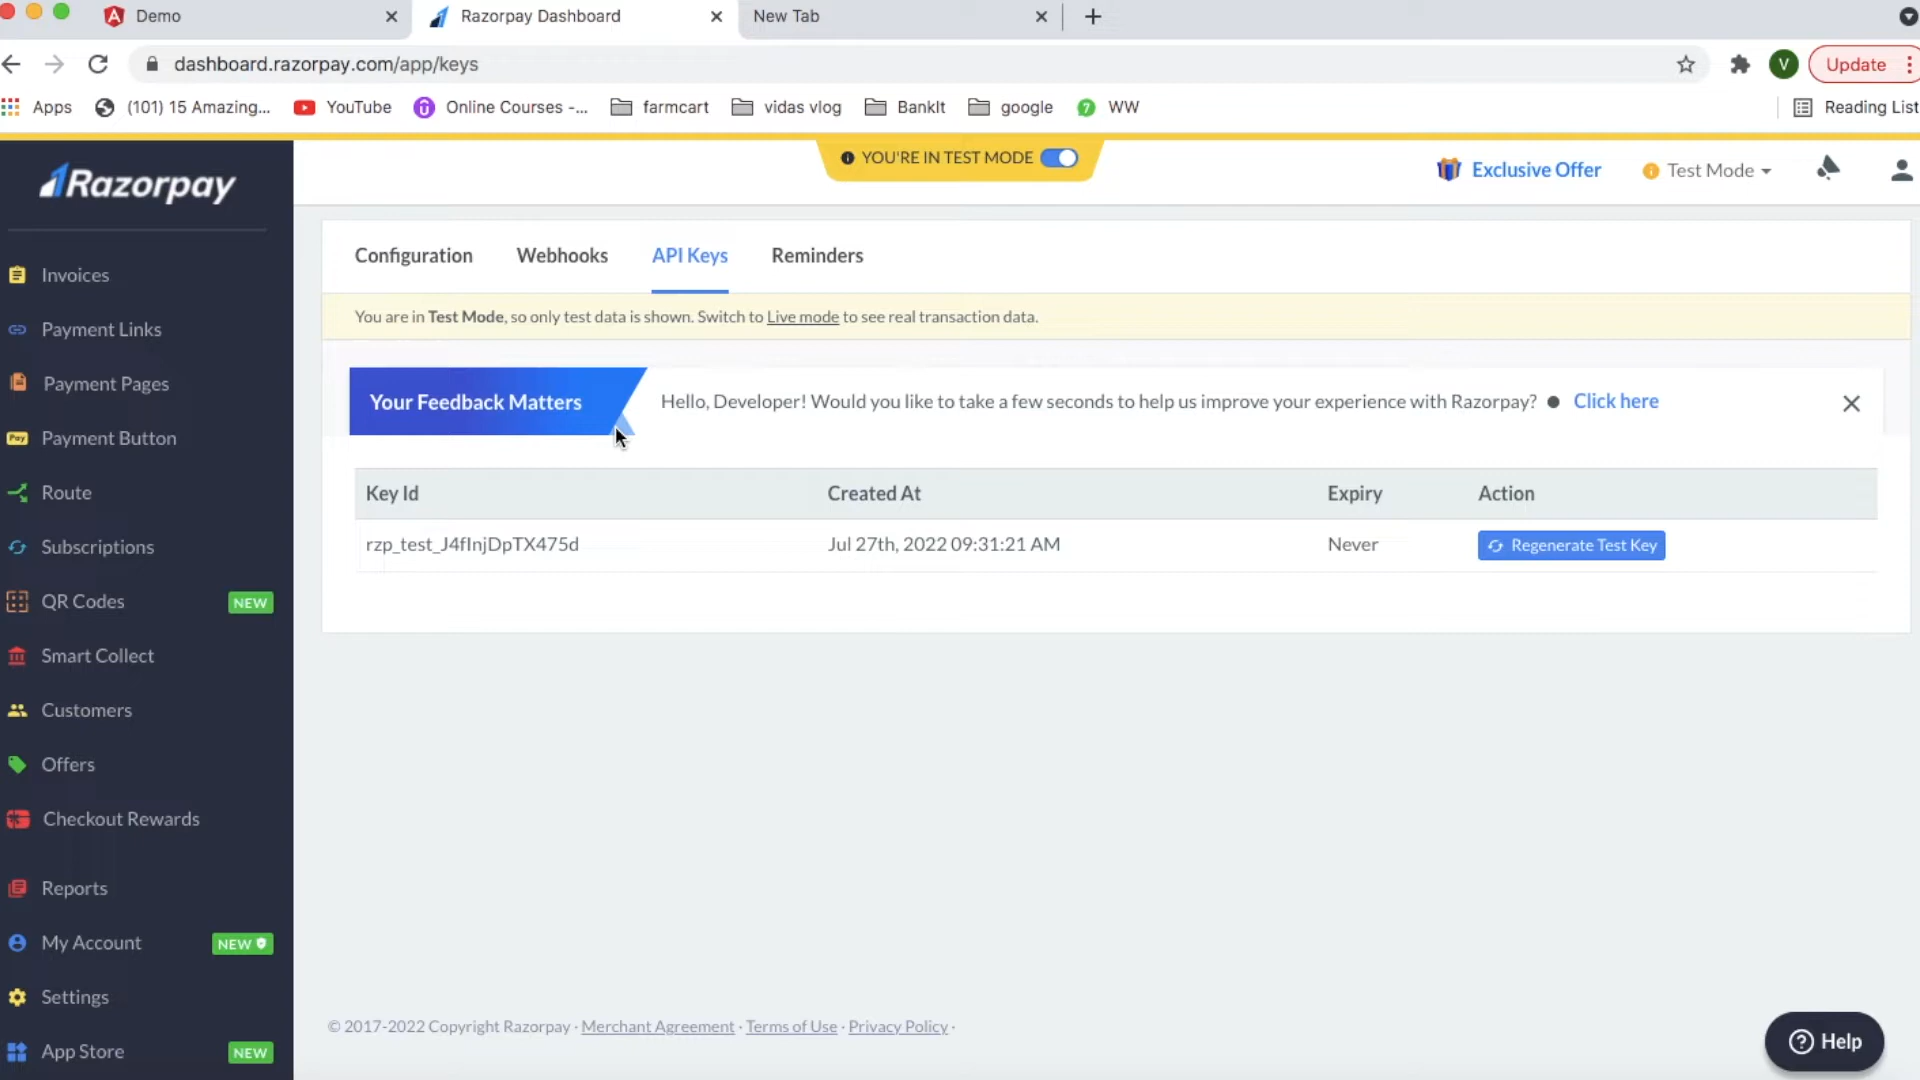 Demo
Razorpay Dashboard
New Tab
dashboard.razorpay.com/app/keys
V
Update
Apps
(101) 15 Amazing...
YouTube
Online Courses -...
farmcart
vidas vlog
BankIt
google
7
WW
Reading List
Razorpay
YOU'RE IN TEST MODE
Exclusive Offer
Test Mode
Invoices
Payment Links
Payment Pages
Pay
Payment Button
Route
Subscriptions
QR Codes
NEW
Smart Collect
Customers
Offers
Checkout Rewards
Reports
My Account
NEW
Settings
App Store
NEW
Configuration
Webhooks
API Keys
Reminders
You are in Test Mode, so only test data is shown. Switch to Live mode to see real transaction data.
Your Feedback Matters
Hello, Developer! Would you like to take a few seconds to help us improve your experience with Razorpay? ● Click here
Key Id
Created At
Expiry
Action
rzp_test_J4fInjDpTX475d
Jul 27th, 2022 09:31:21 AM
Never
Regenerate Test Key
© 2017-2022 Copyright Razorpay · Merchant Agreement · Terms of Use · Privacy Policy ·
? Help